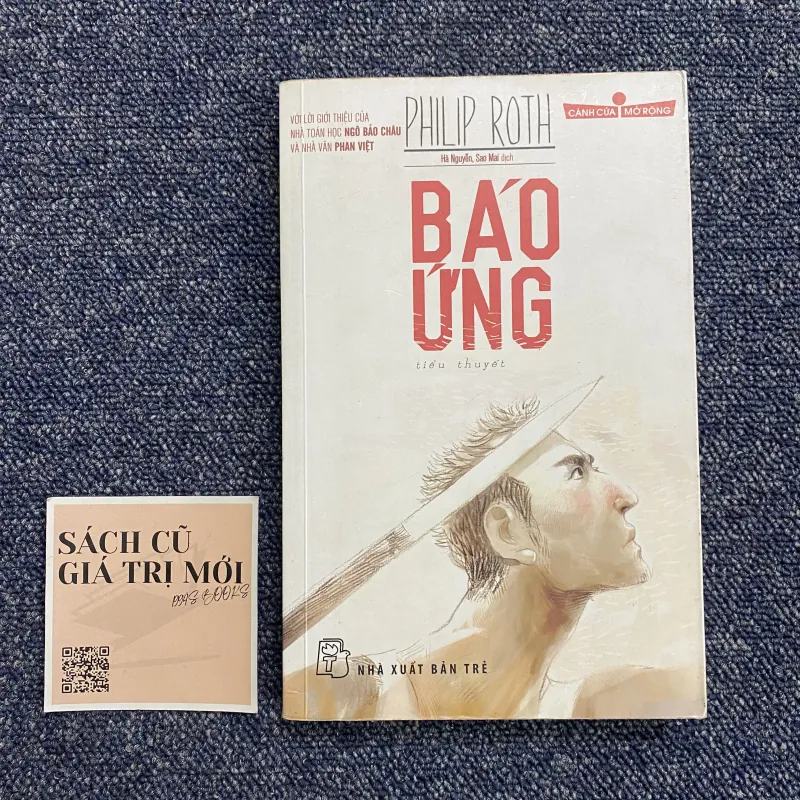 VỚI LỜI GIỚI THIỆU CỦA
NHÀ TOÁN HỌC NGÔ BẢO CHÂU
VÀ NHÀ VĂN PHAN VIỆT
PHILIP ROTH
Hà Nguyễn, Sao Mai dịch
CÁNH CỬA MỞ RỘNG
BÁO
ỨNG
tiểu thuyết
NHÀ XUẤT BẢN TRẺ
SÁCH CŨ
GIÁ TRỊ MỚI
1998 BOOKS